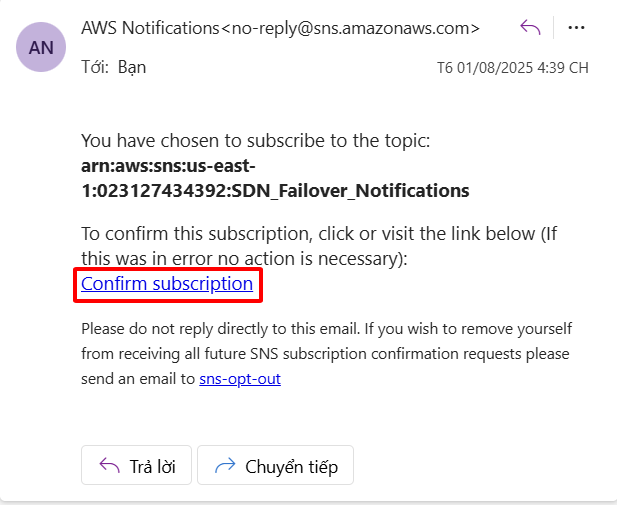 AN
AWS Notifications<no-reply@sns.amazonaws.com>
Tới: Bạn
T6 01/08/2025 4:39 CH
You have chosen to subscribe to the topic:
arn:aws:sns:us-east-
1:023127434392:SDN_Failover_Notifications
To confirm this subscription, click or visit the link below (If
this was in error no action is necessary):
Confirm subscription
Please do not reply directly to this email. If you wish to remove yourself
from receiving all future SNS subscription confirmation requests please
send an email to sns-opt-out
Trả lời
Chuyển tiếp